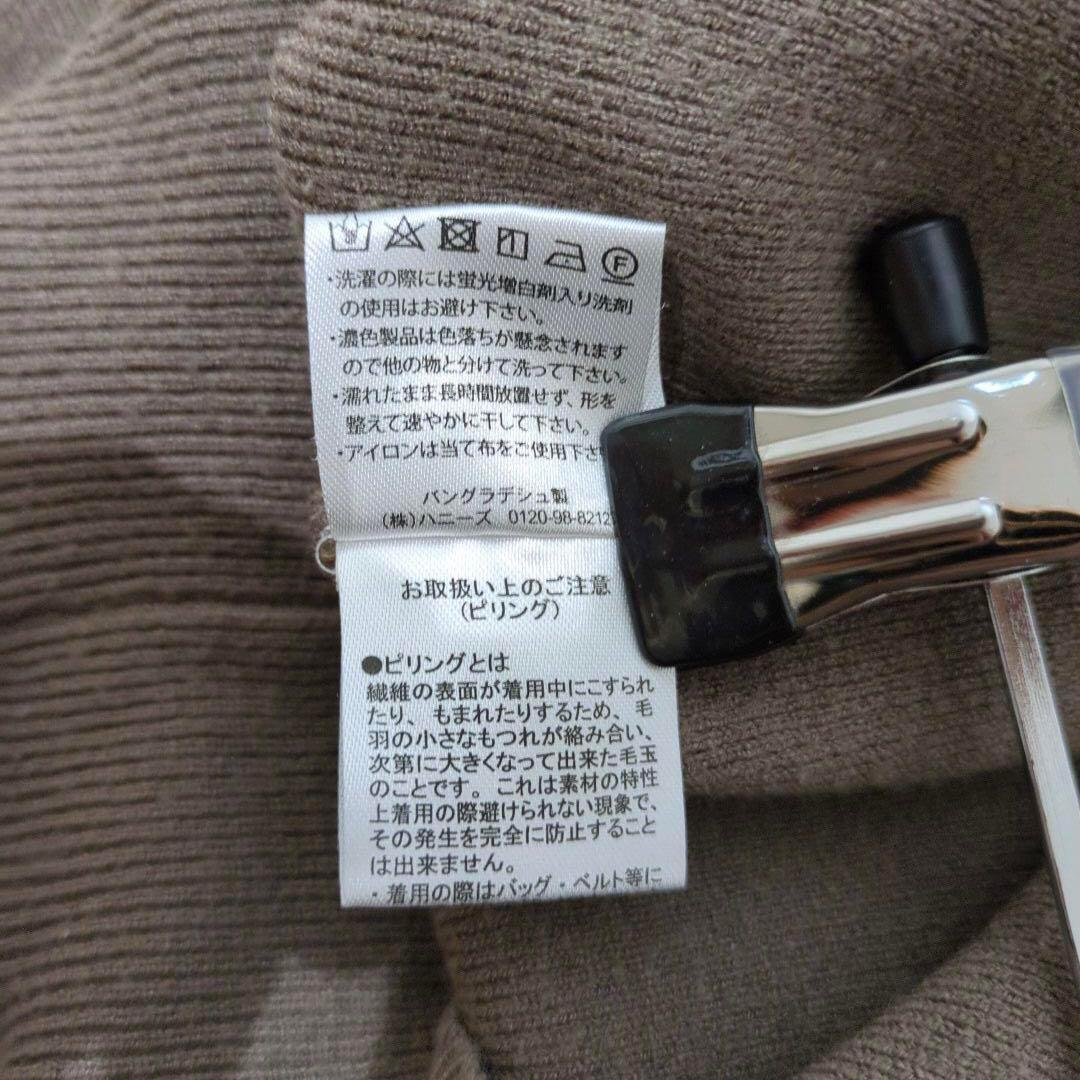 F
・洗濯の際には蛍光増白剤入り洗剤
の使用はお避け下さい。
・濃色製品は色落ちが懸念されます
ので他の物と分けて洗って下さい。
・濡れたまま長時間放置せず、形を
整えて速やかに干して下さい。
・アイロンは当て布をご使用下さ
バングラデシュ製
(株)ハニーズ 0120-98-8212
お取扱い上のご注意
(ピリング)
●ピリングとは
繊維の表面が着用中にこすられ
たり、もまれたりするため、毛
羽の小さなもつれが絡み合い、
次第に大きくなって出来た毛玉
のことです。これは素材の特性
上着用の際避けられない現象で、
その発生を完全に防止すること
は出来ません。
・着用の際はバッグ・ベルト等に